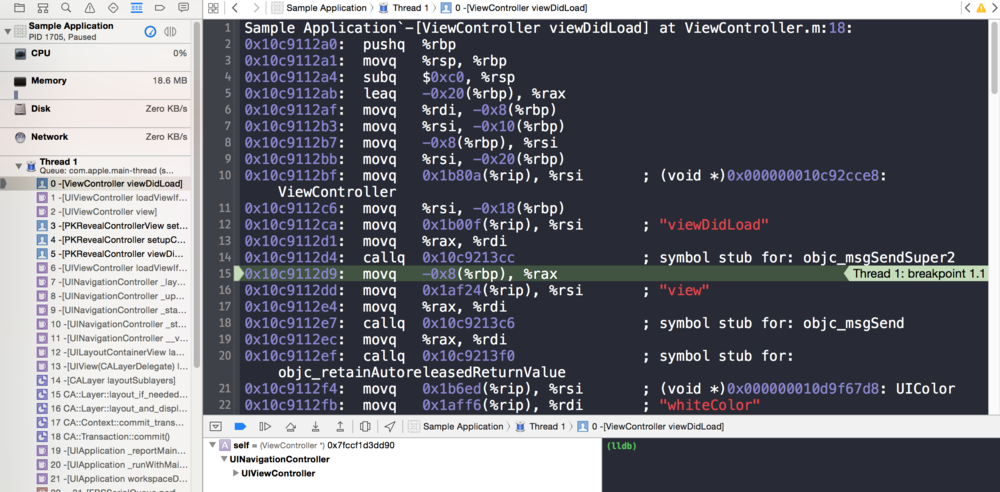 Sample Application
PID 1705, Paused
CPU 0%
Memory 18.6 MB
Disk Zero KB/s
Network Zero KB/s
Thread 1
Queue: com.apple.main-thread (s...
0 -[ViewController viewDidLoad]
1 -[UIViewController loadViewIf...
2 -[UIViewController view]
3 -[PKRevealControllerView set...
4 -[PKRevealController setupC...
5 -[PKRevealController viewDi...
6 -[UIViewController loadViewIf...
7 -[UINavigationController _lay...
8 -[UINavigationController _up...
9 -[UINavigationController _sta...
10 -[UINavigationController _st...
11 -[UINavigationController __v...
12 -[UILayoutContainerView la...
13 -[UIView(CALayerDelegate) l...
14 -[CALayer layoutSublayers]
15 CA::Layer::layout_if_needed...
16 CA::Layer::layout_and_displ...
17 CA::Context::commit_trans...
18 CA::Transaction::commit()
19 -[UIApplication _reportMain...
20 -[UIApplication _runWithMai...
21 -[UIApplication workspaceD...
Sample Application Thread 1 0 -[ViewController viewDidLoad]
1 Sample Application`-[ViewController viewDidLoad] at ViewController.m:18:
2 0x10c9112a0: pushq %rbp
3 0x10c9112a1: movq %rsp, %rbp
4 0x10c9112a4: subq $0xc0, %rsp
5 0x10c9112ab: leaq -0x20(%rbp), %rax
6 0x10c9112af: movq %rdi, -0x8(%rbp)
7 0x10c9112b3: movq %rsi, -0x10(%rbp)
8 0x10c9112b7: movq -0x8(%rbp), %rsi
9 0x10c9112bb: movq %rsi, -0x20(%rbp)
10 0x10c9112bf: movq 0x1b80a(%rip), %rsi ; (void *)0x000000010c92cce8:
ViewController
11 0x10c9112c6: movq %rsi, -0x18(%rbp)
12 0x10c9112ca: movq 0x1b00f(%rip), %rsi ; "viewDidLoad"
13 0x10c9112d1: movq %rax, %rdi
14 0x10c9112d4: callq 0x10c9213cc ; symbol stub for: objc_msgSendSuper2
15 0x10c9112d9: movq -0x8(%rbp), %rax Thread 1: breakpoint 1.1
16 0x10c9112dd: movq 0x1af24(%rip), %rsi ; "view"
17 0x10c9112e4: movq %rax, %rdi
18 0x10c9112e7: callq 0x10c9213c6 ; symbol stub for: objc_msgSend
19 0x10c9112ec: movq %rax, %rdi
20 0x10c9112ef: callq 0x10c9213f0 ; symbol stub for:
objc_retainAutoreleasedReturnValue
21 0x10c9112f4: movq 0x1b6ed(%rip), %rsi ; (void *)0x000000010d9f67d8: UIColor
22 0x10c9112fb: movq 0x1aff6(%rip), %rdi ; "whiteColor"
Sample Application Thread 1 0 -[ViewController viewDidLoad]
A self = (ViewController *) 0x7fccf1d3dd90
UINavigationController
UIViewController
(lldb)